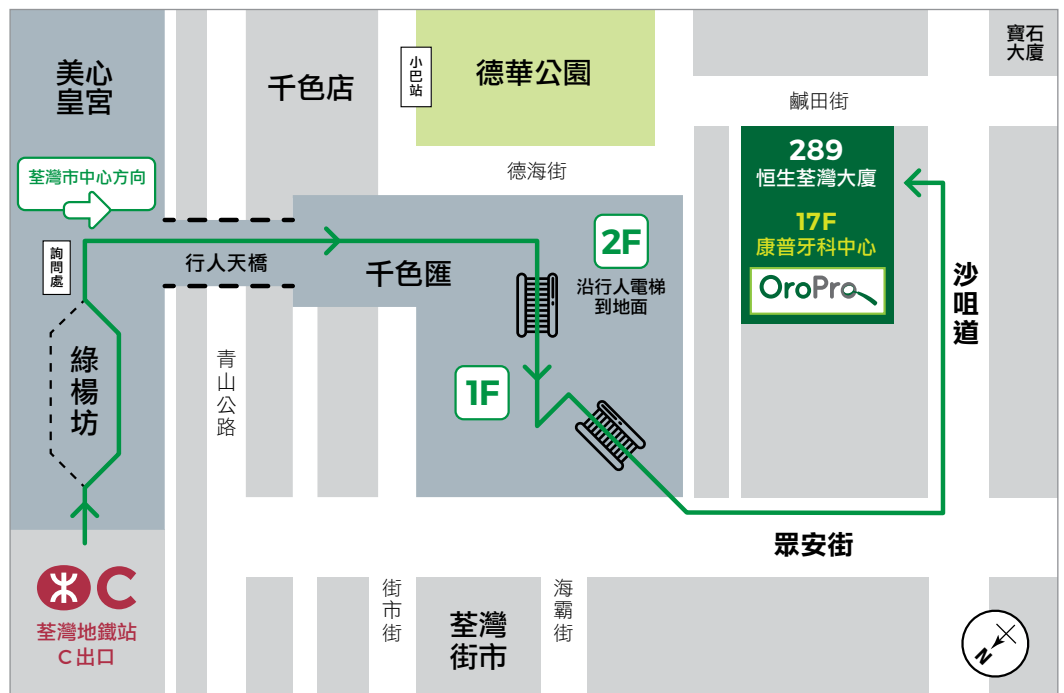 美心
皇宮
千色店
小巴站
德華公園
寶石
大廈
鹹田街
荃灣市中心方向
德海街
289
恒生荃灣大廈
17F
康普牙科中心
OroPro
詢問處
行人天橋
千色匯
2F
沿行人電梯
到地面
沙咀道
綠楊坊
青山公路
1F
眾安街
C
荃灣地鐵站
C出口
街市街
荃灣
街市
海霸街
N